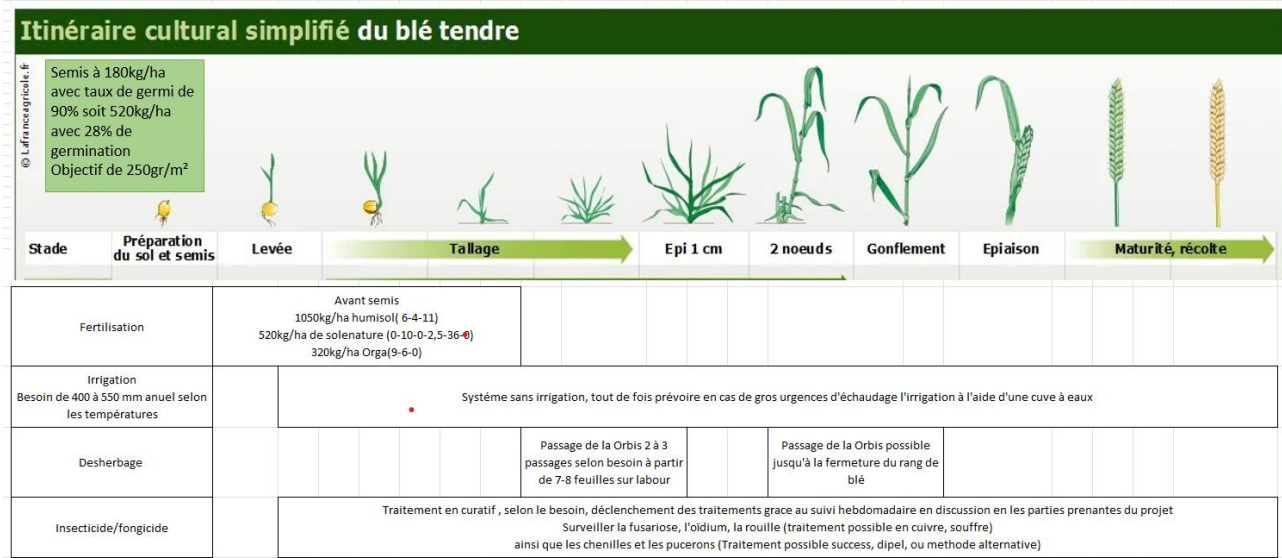 Itinéraire cultural simplifié du blé tendre
© Lafranceagricole.fr
Semis à 180kg/ha
avec taux de germi de
90% soit 520kg/ha
avec 28% de
germination
Objectif de 250gr/m²
Stade
Préparation
du sol et semis
Levée
Tallage
Epi 1 cm
2 noeuds
Gonflement
Epiaison
Maturité, récolte
Fertilisation
Avant semis
1050kg/ha humisol( 6-4-11)
520kg/ha de solenature (0-10-0-2,5-36-0)
320kg/ha Orga(9-6-0)
Irrigation
Besoin de 400 à 550 mm anuel selon
les températures
Systéme sans irrigation, tout de fois prévoire en cas de gros urgences d'échaudage l'irrigation à l'aide d'une cuve à eaux
Desherbage
Passage de la Orbis 2 à 3
passages selon besoin à partir
de 7-8 feuilles sur labour
Passage de la Orbis possible
jusqu'à la fermeture du rang de
blé
Insecticide/fongicide
Traitement en curatif , selon le besoin, déclenchement des traitements grace au suivi hebdomadaire en discussion en les parties prenantes du projet
Surveiller la fusariose, l'oïdium, la rouille (traitement possible en cuivre, souffre)
ainsi que les chenilles et les pucerons (Traitement possible success, dipel, ou methode alternative)